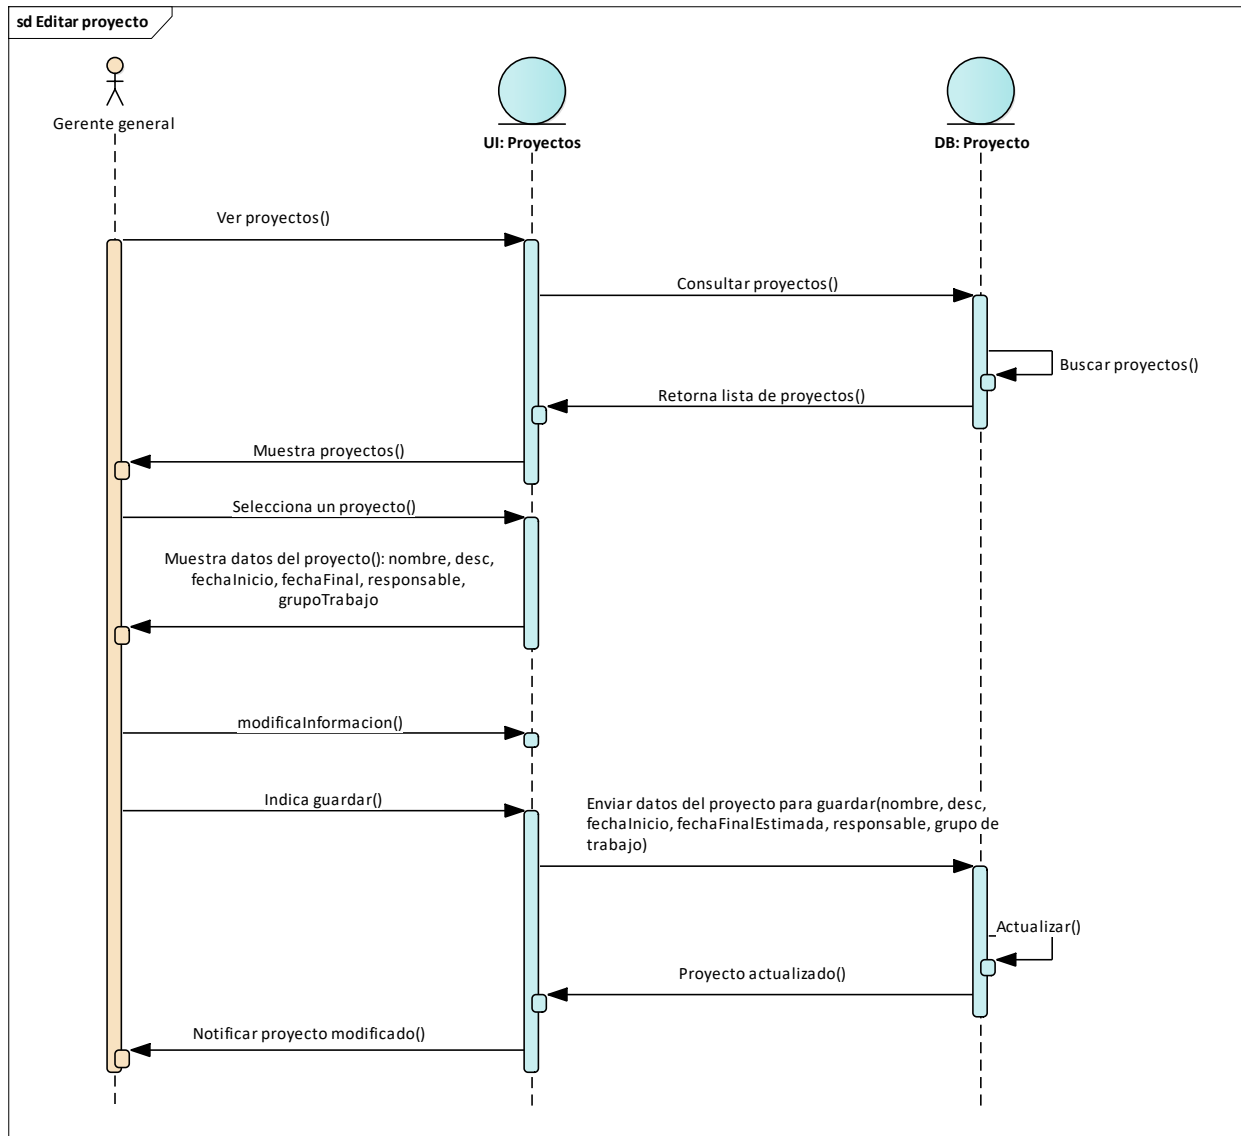 sd Editar proyecto
Gerente general
UI: Proyectos
DB: Proyecto
Ver proyectos()
Consultar proyectos()
Buscar proyectos()
Retorna lista de proyectos()
Muestra proyectos()
Selecciona un proyecto()
Muestra datos del proyecto(): nombre, desc,
fechaInicio, fechaFinal, responsable,
grupoTrabajo
modificaInformacion()
Indica guardar()
Enviar datos del proyecto para guardar(nombre, desc,
fechaInicio, fechaFinalEstimada, responsable, grupo de
trabajo)
Actualizar()
Proyecto actualizado()
Notificar proyecto modificado()